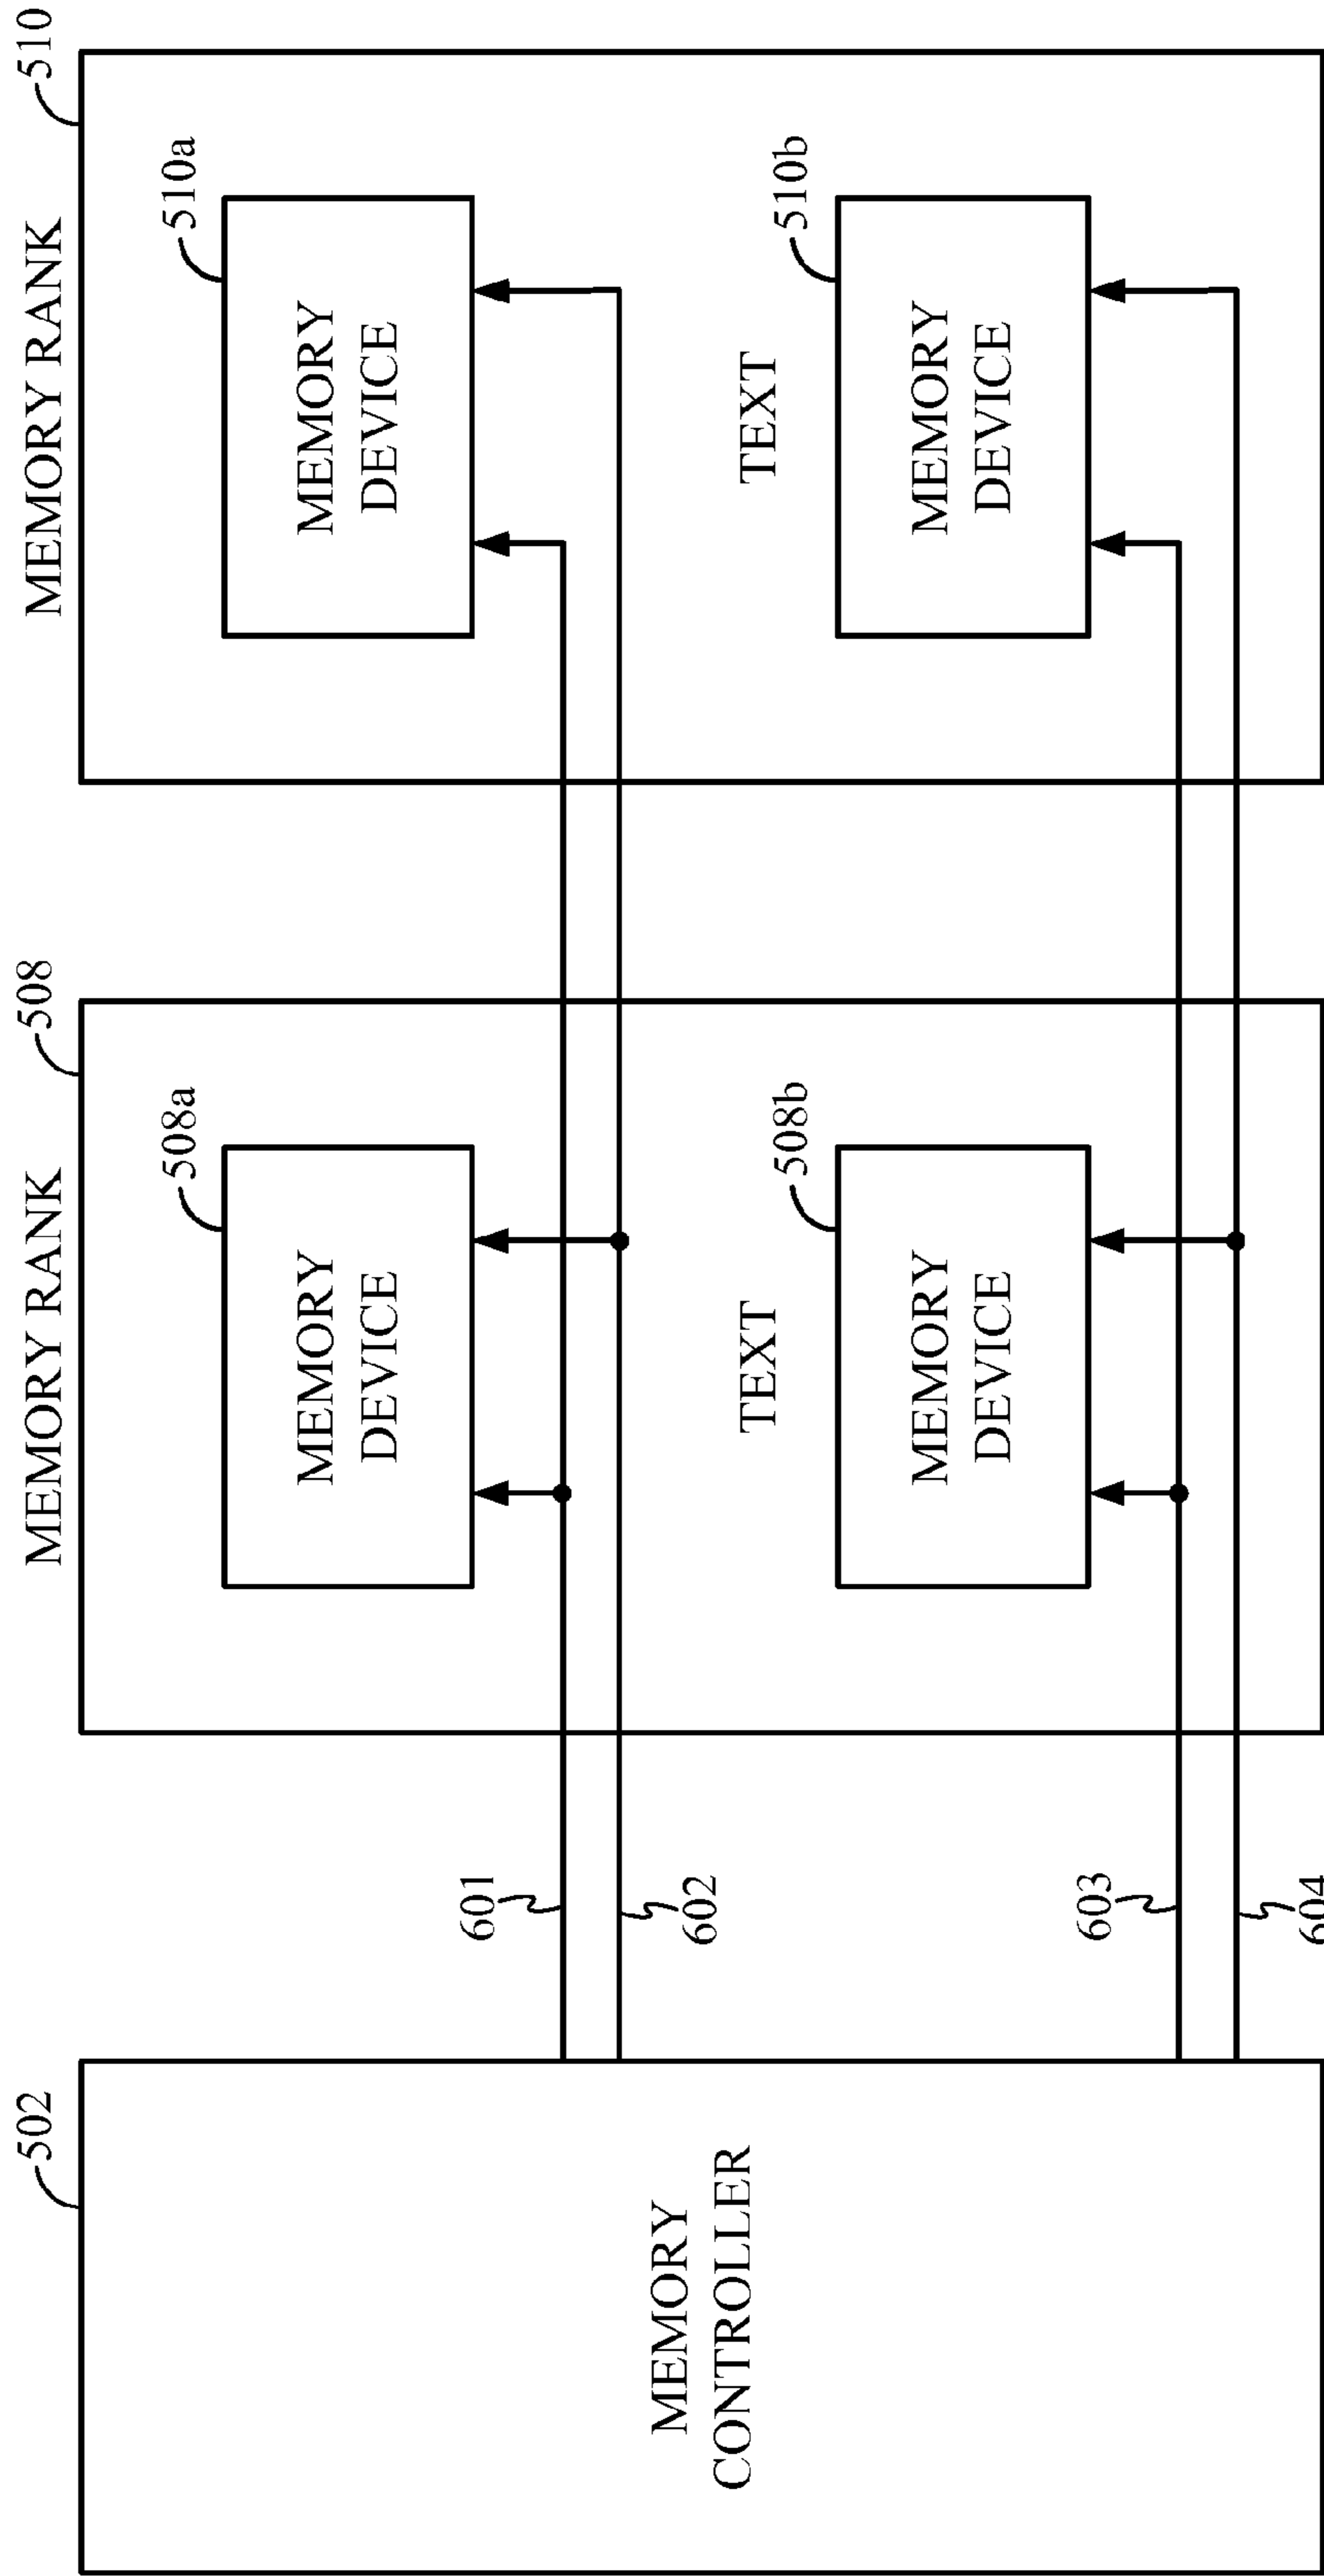 502
MEMORY
CONTROLLER
601
602
603
604
MEMORY RANK
508
508a
MEMORY
DEVICE
TEXT
508b
MEMORY
DEVICE
MEMORY RANK
510
510a
MEMORY
DEVICE
TEXT
510b
MEMORY
DEVICE